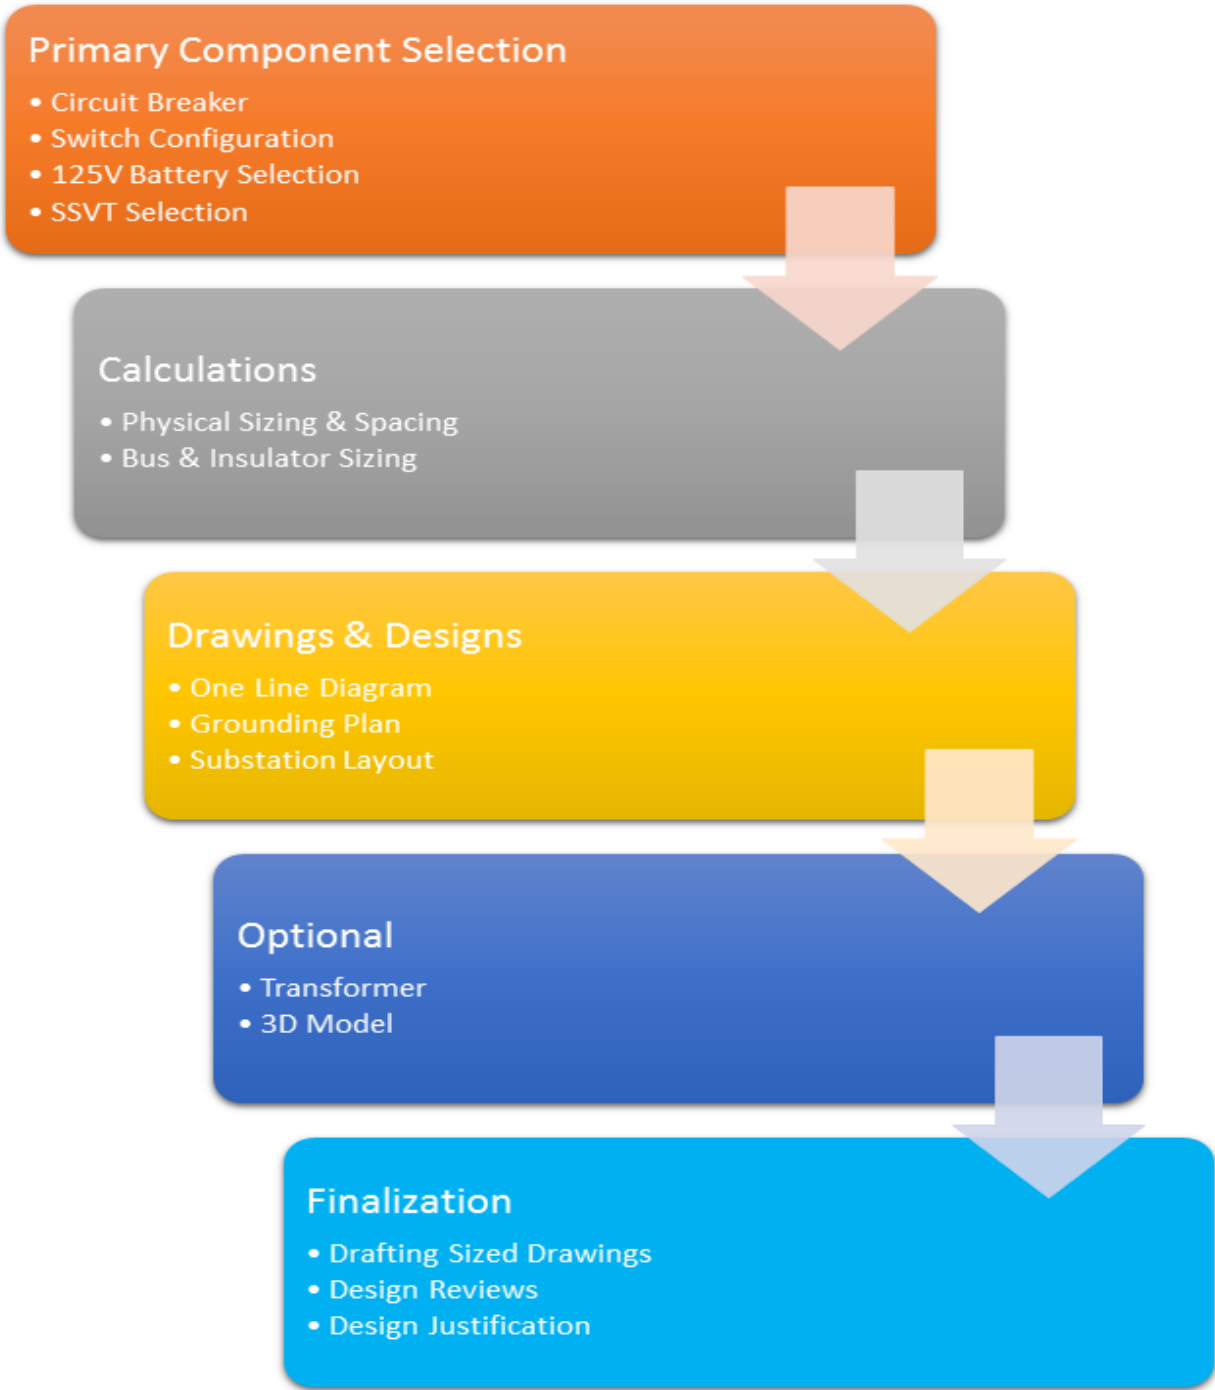 Primary Component Selection
• Circuit Breaker
• Switch Configuration
• 125V Battery Selection
• SSVT Selection
Calculations
• Physical Sizing & Spacing
• Bus & Insulator Sizing
Drawings & Designs
• One Line Diagram
• Grounding Plan
• Substation Layout
Optional
• Transformer
• 3D Model
Finalization
• Drafting Sized Drawings
• Design Reviews
• Design Justification